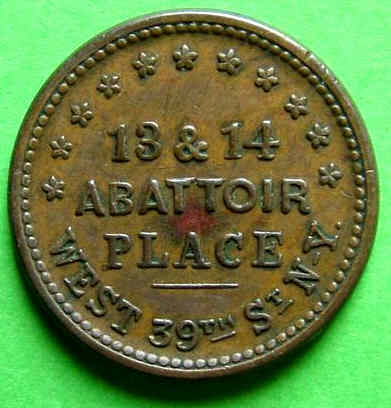 13 & 14
ABATTOIR
PLACE
WEST 39TH ST N-Y.